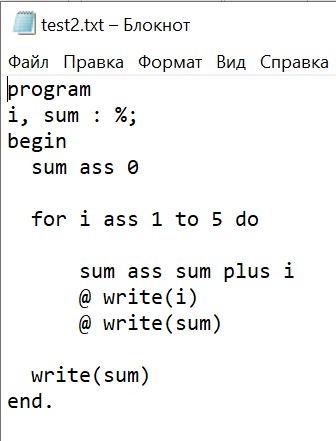 test2.txt – Блокнот
Файл Правка Формат Вид Справка
program
i, sum : %;
begin
  sum ass 0
  for i ass 1 to 5 do
      sum ass sum plus i
      @ write(i)
      @ write(sum)
  write(sum)
end.